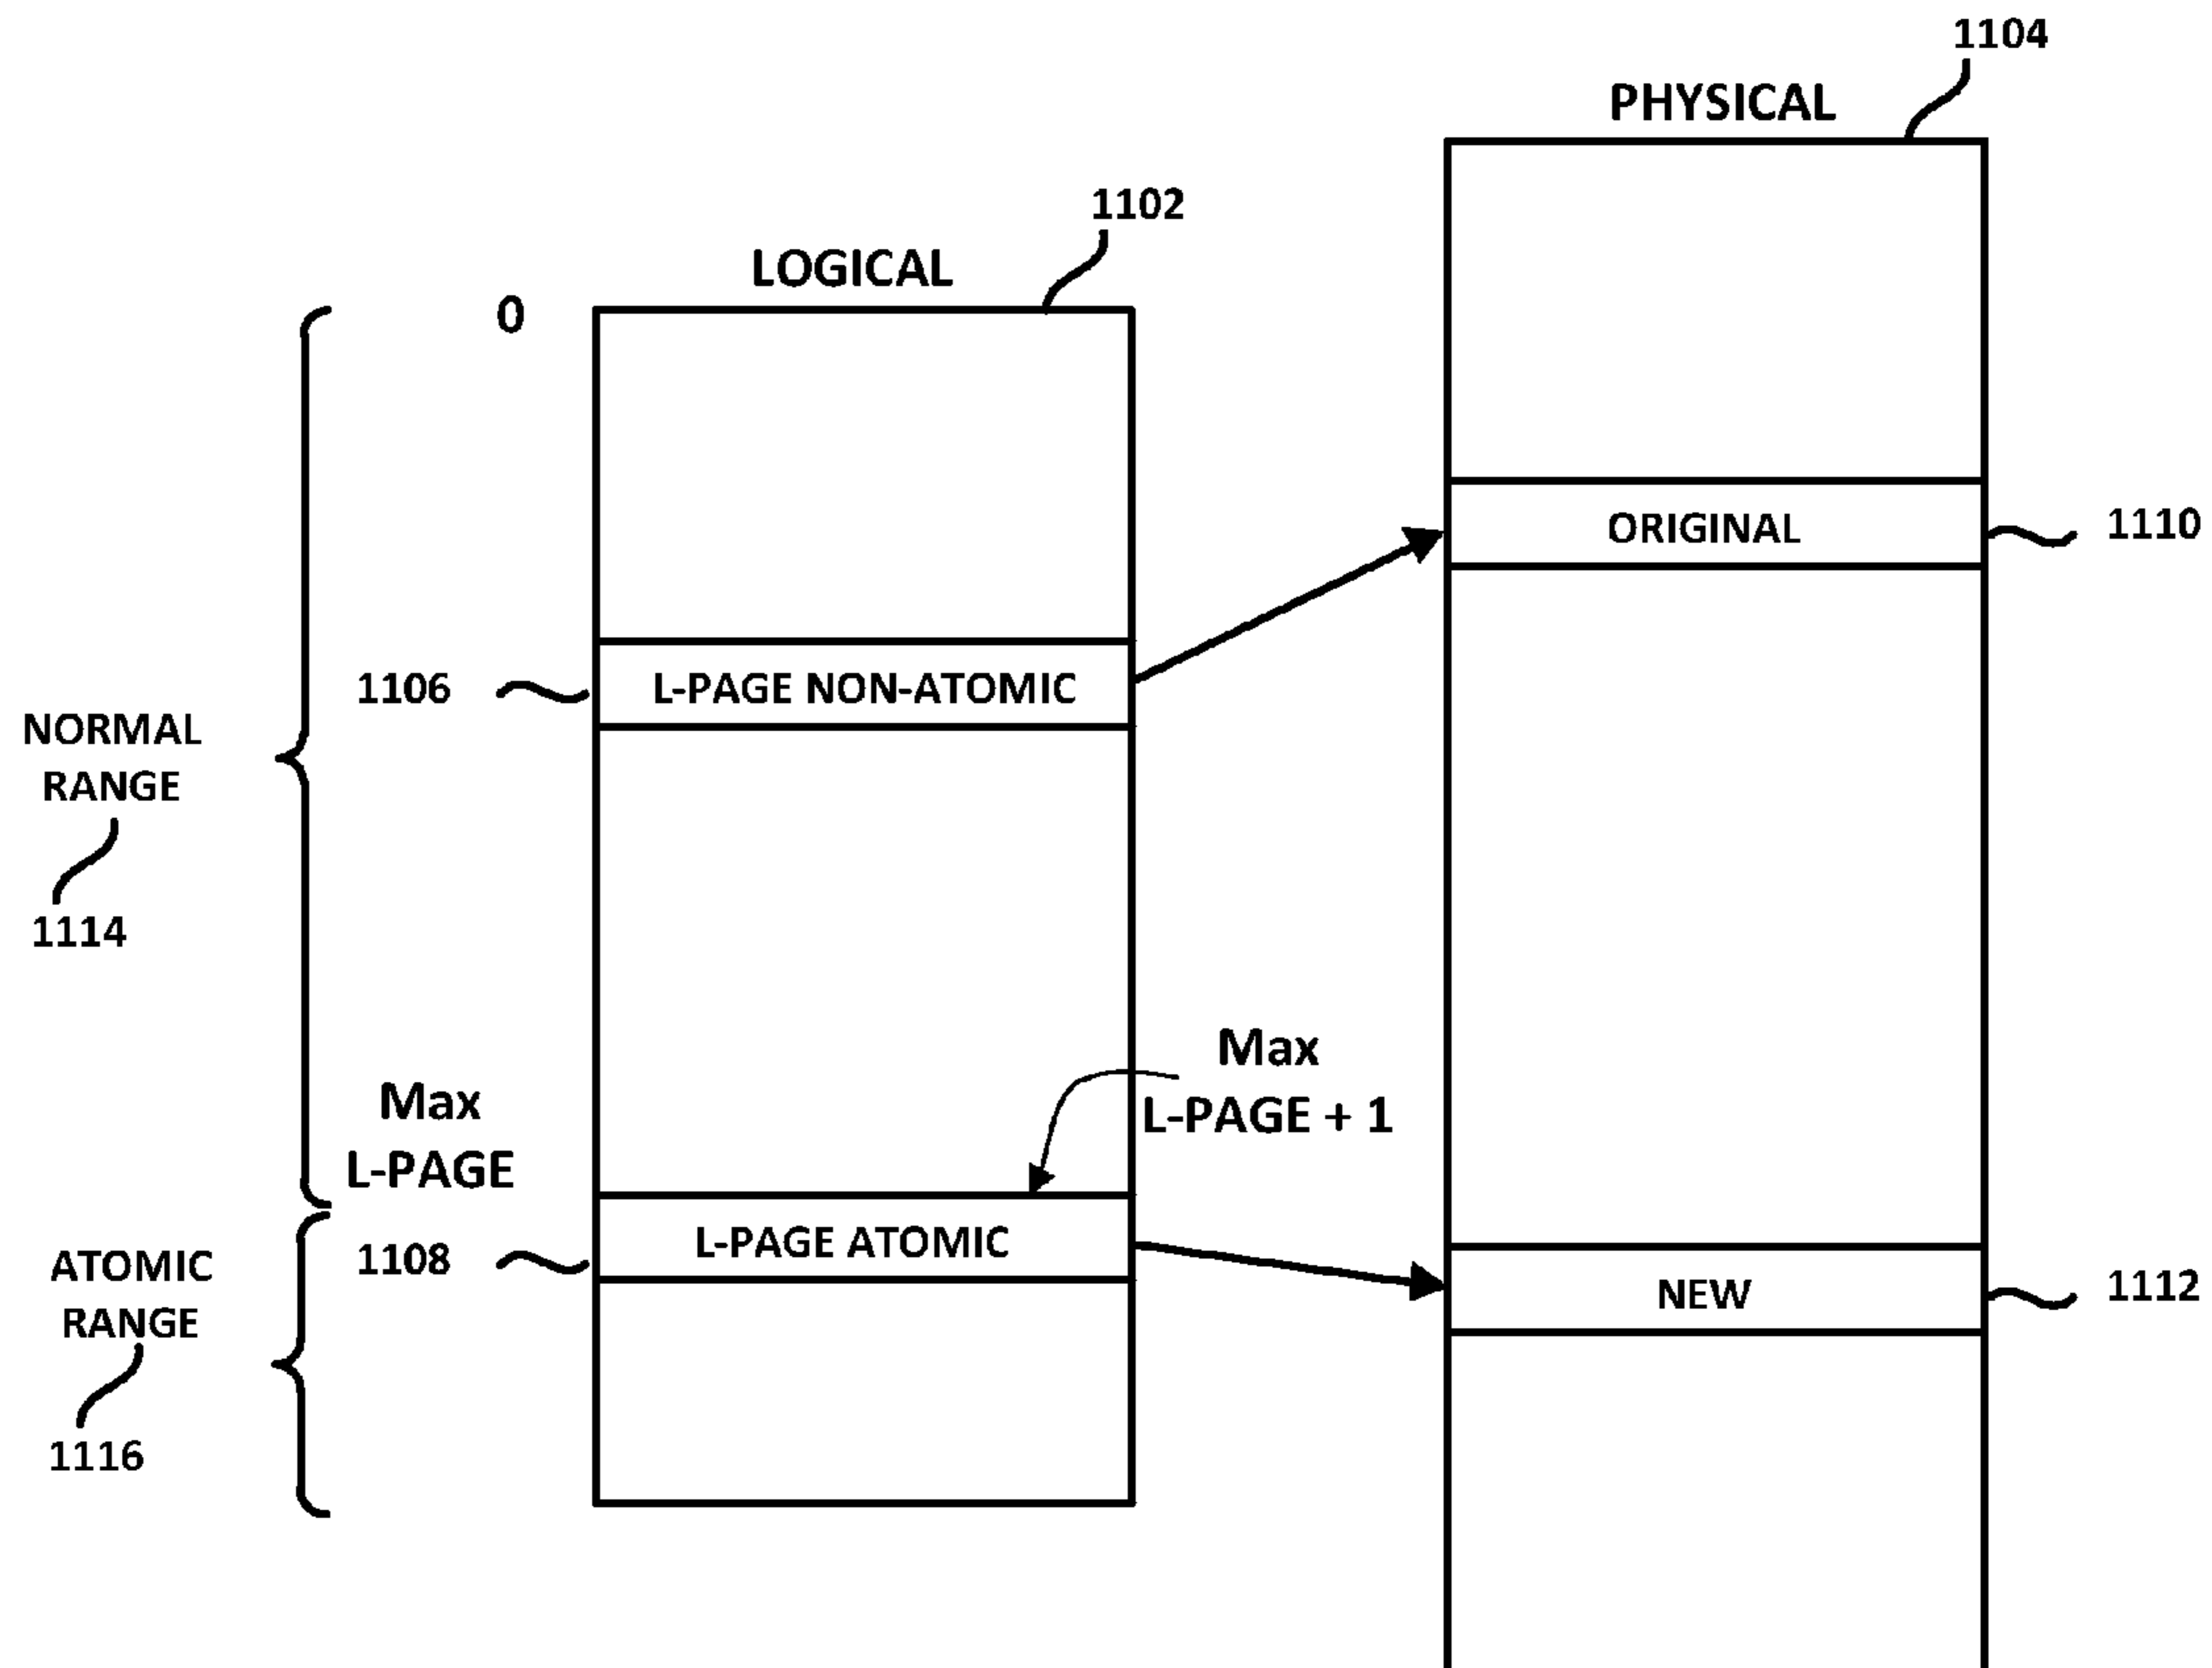 1104
PHYSICAL
1102
LOGICAL
0
ORIGINAL
1110
1106
L-PAGE NON-ATOMIC
NORMAL
RANGE
1114
Max
L-PAGE + 1
Max
L-PAGE
L-PAGE ATOMIC
1108
ATOMIC
RANGE
1116
NEW
1112